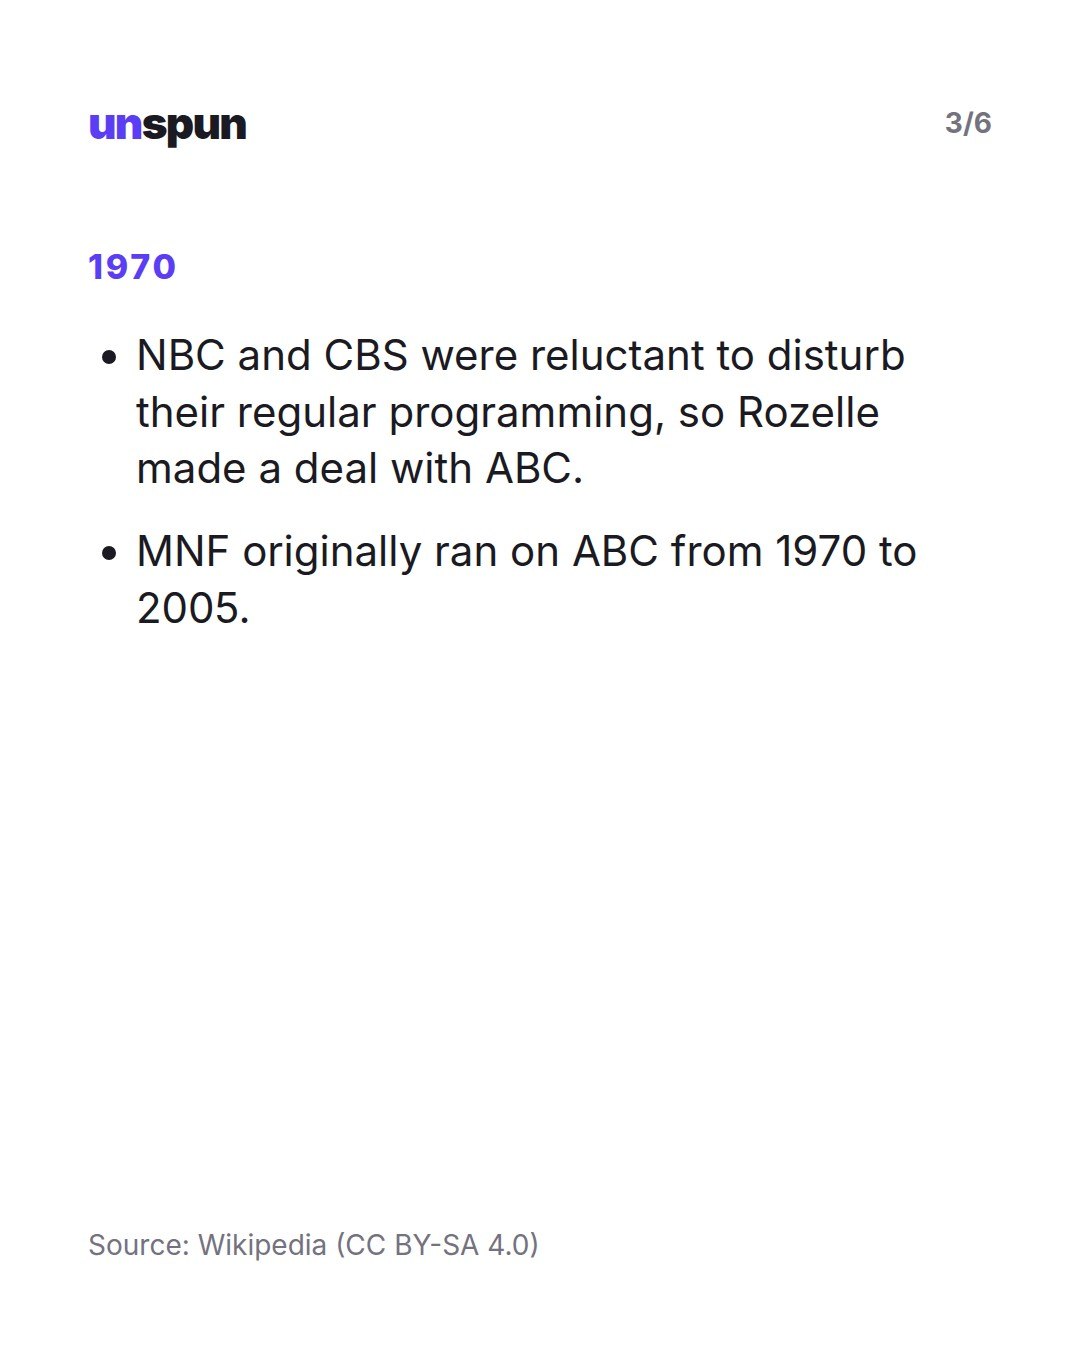 unspun
3/6
1970
• NBC and CBS were reluctant to disturb
their regular programming, so Rozelle
made a deal with ABC.
• MNF originally ran on ABC from 1970 to
2005.
Source: Wikipedia (CC BY-SA 4.0)